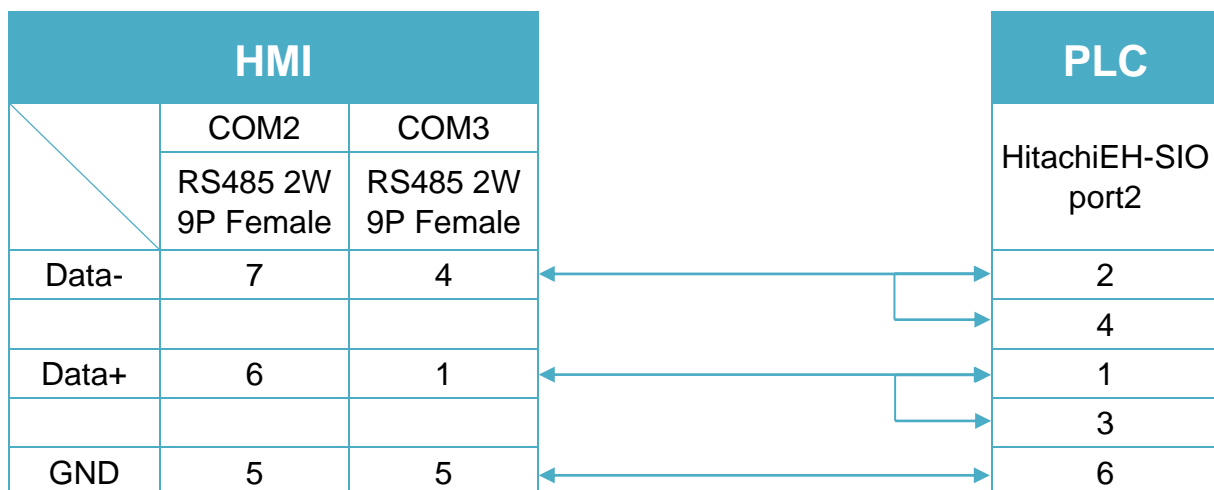 HMI PLC
COM2 COM3
HitachiEH-SIO
port2
RS485 2W RS485 2W
9P Female 9P Female
Data- 7 4 2
4
Data+ 6 1 1
3
GND 5 5 6